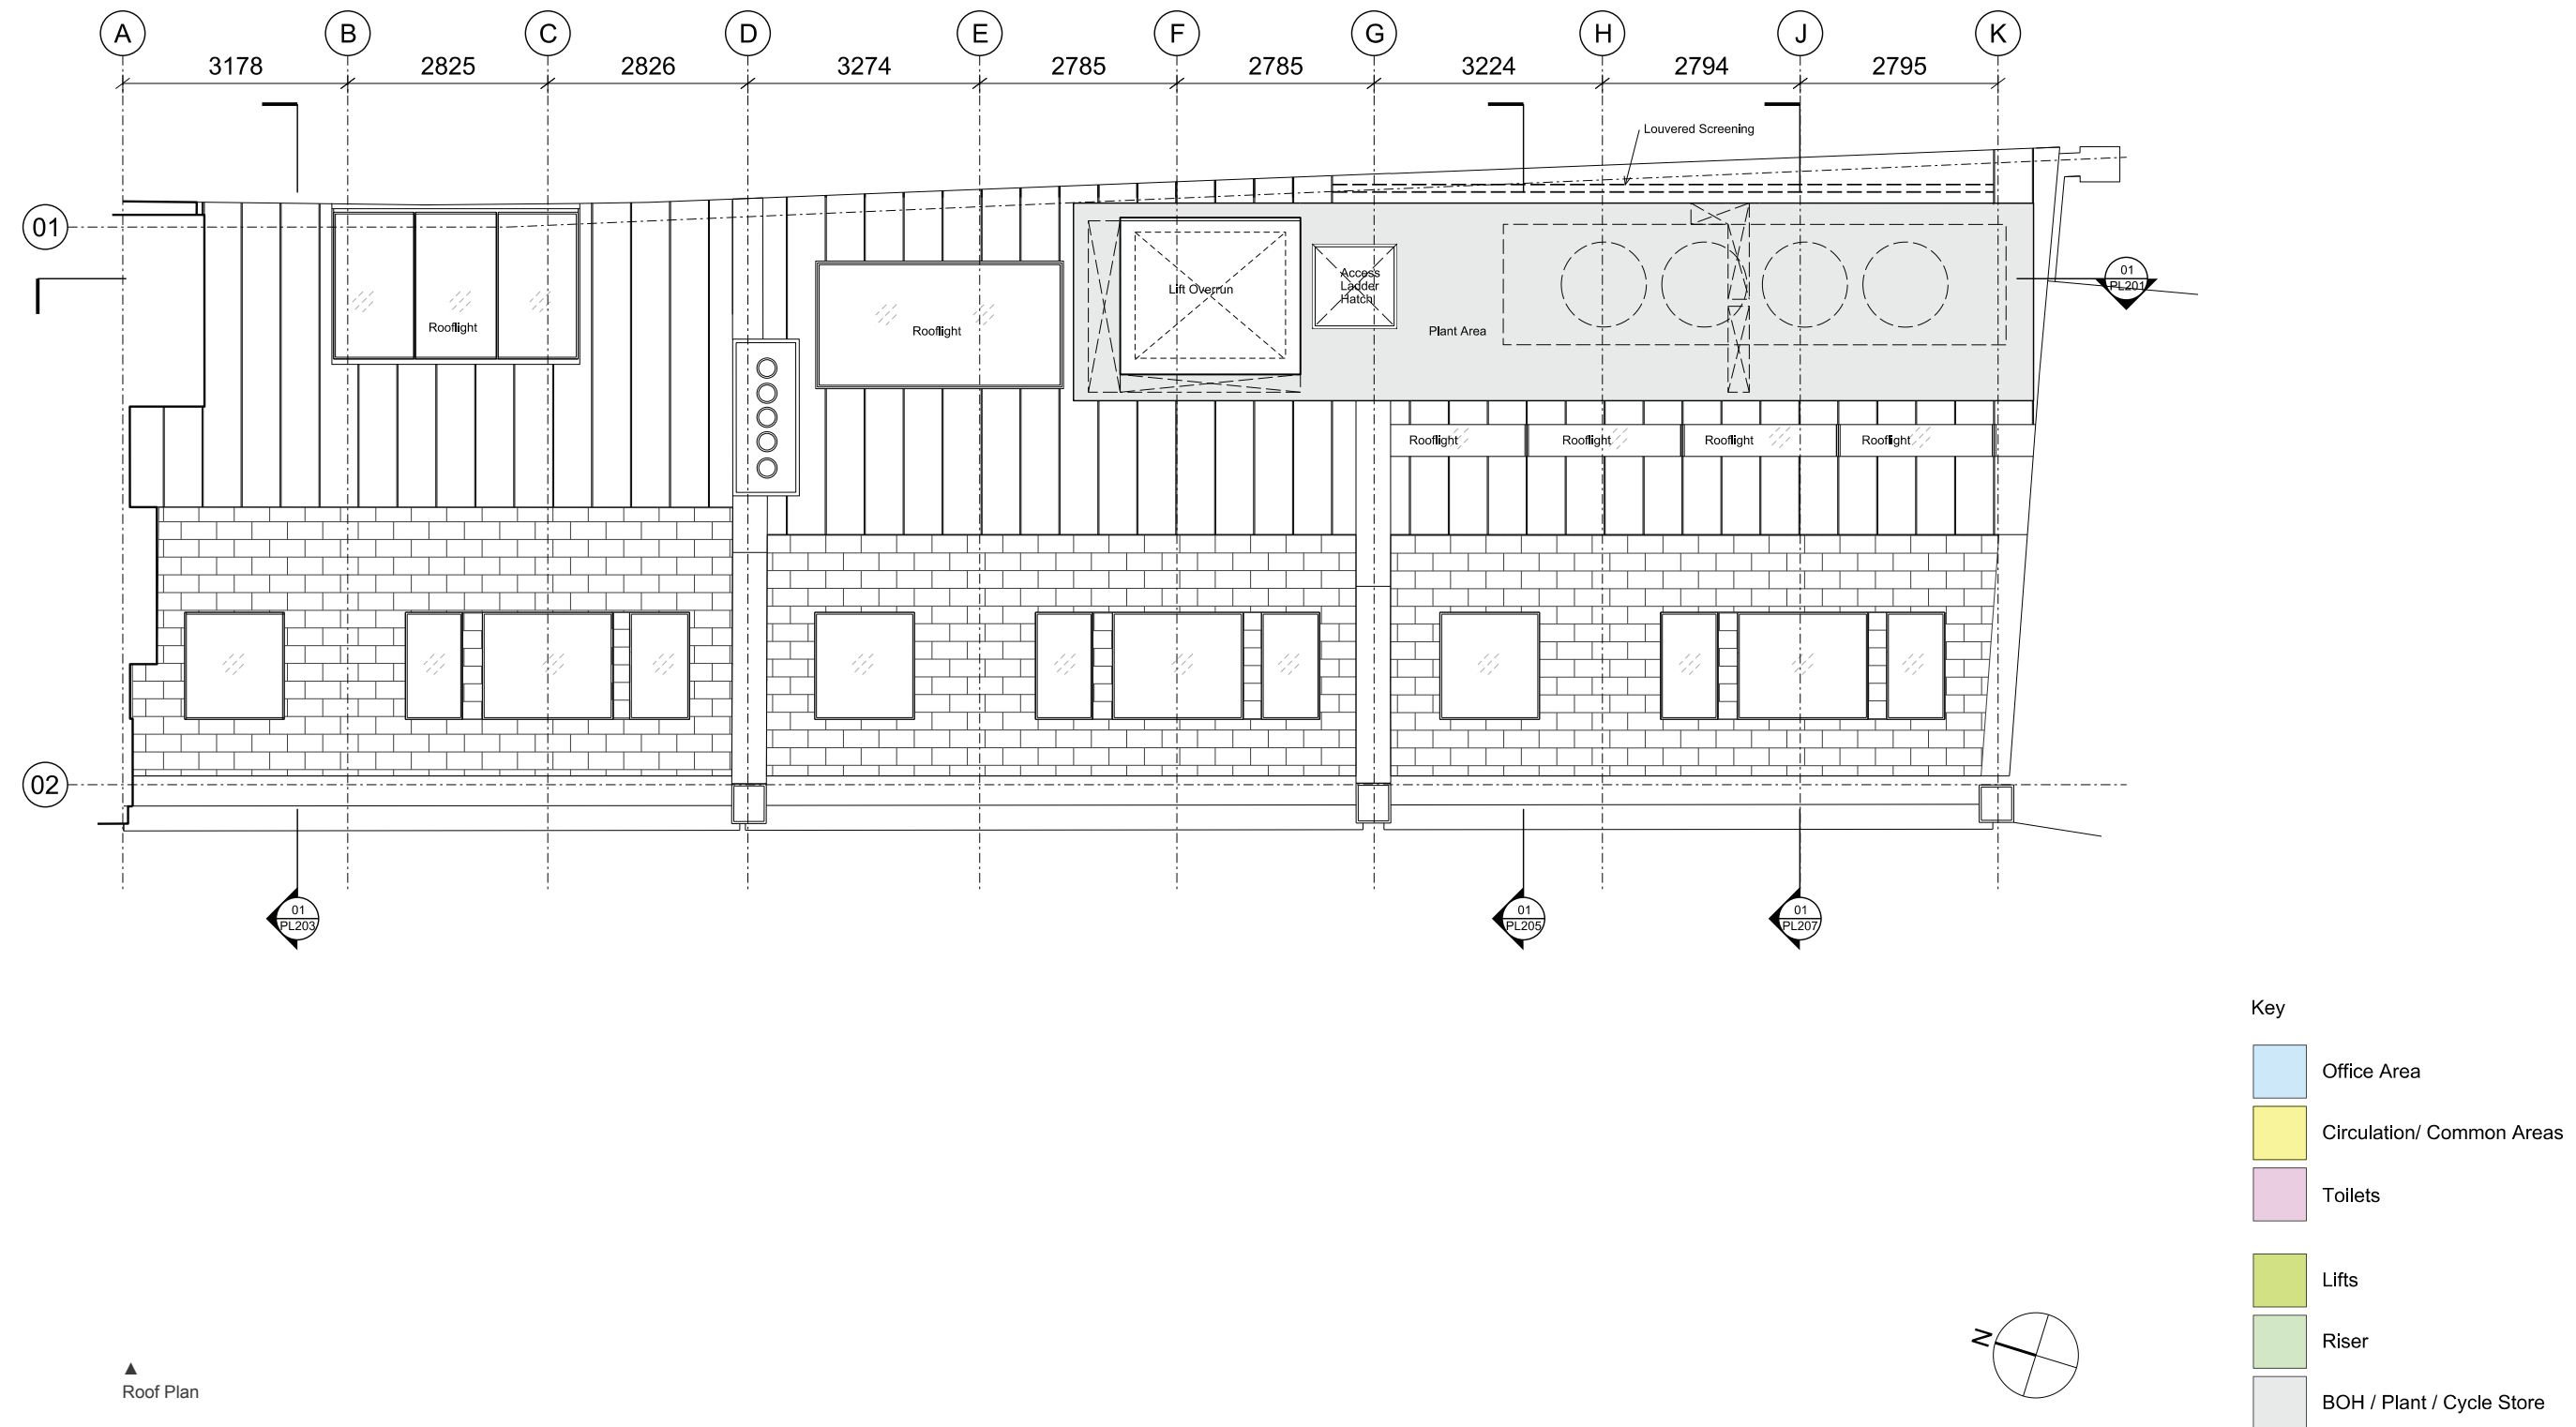 A B C D E F G H J K
3178 2825 2826 3274 2785 2785 3224 2794 2795
Louvered Screening
01
01
PL201
Access
Ladder
Hatch
Lift Overrun
Rooflight
Rooflight
Plant Area
Rooflight Rooflight Rooflight Rooflight
02
01
PL203
01
PL205
01
PL207
Key
Office Area
Circulation/ Common Areas
Toilets
Lifts
Riser
BOH / Plant / Cycle Store
N
Roof Plan